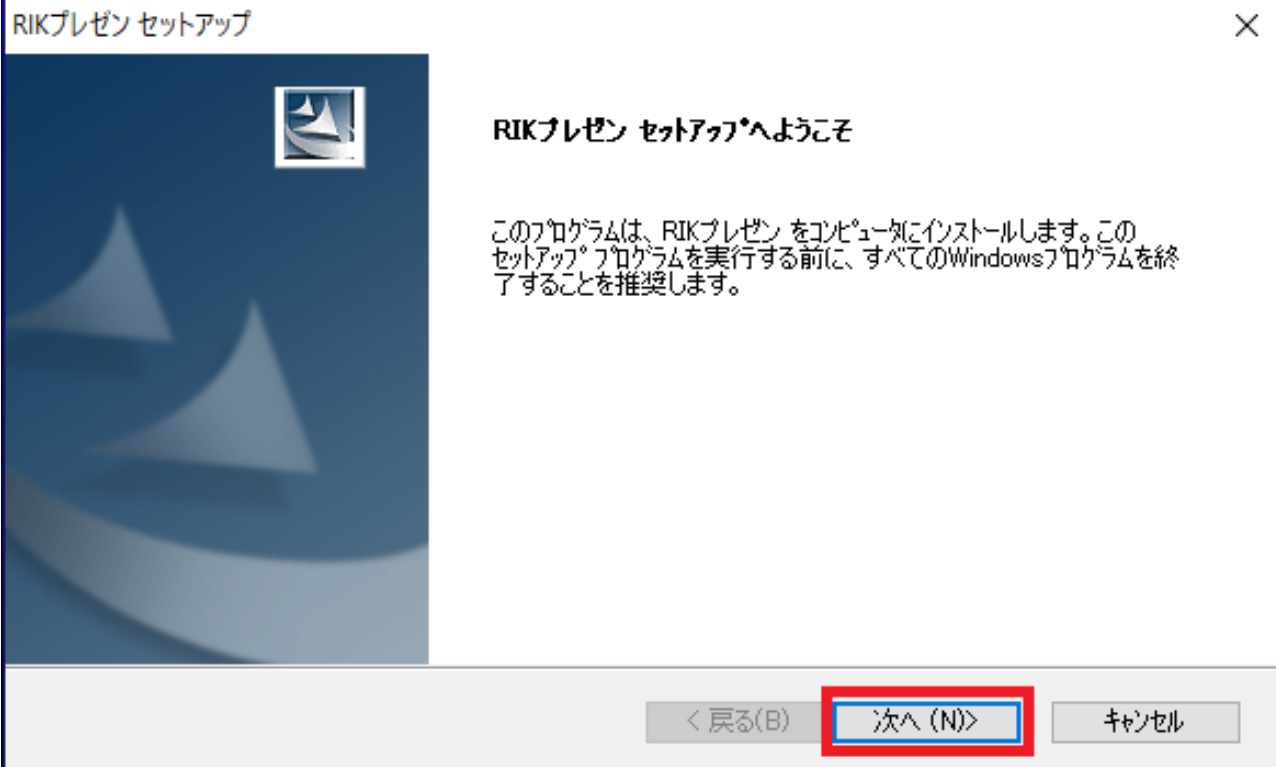 RIKプレゼン セットアップ
RIKプレゼン セットアップへようこそ
このプログラムは、RIKプレゼン をコンピュータにインストールします。この
セットアップ プログラムを実行する前に、すべてのWindowsプログラムを終
了することを推奨します。
< 戻る(B)
次へ (N)>
キャンセル